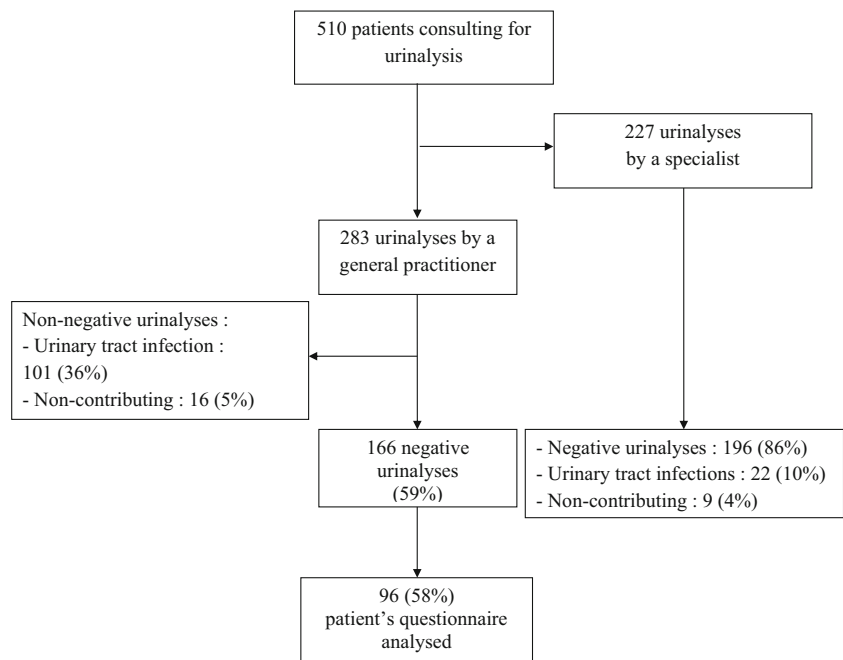 510 patients consulting for
urinalysis
227 urinalyses
by a specialist
283 urinalyses by a
general practitioner
Non-negative urinalyses :
- Urinary tract infection :
101 (36%)
- Non-contributing : 16 (5%)
166 negative
urinalyses
(59%)
- Negative urinalyses : 196 (86%)
- Urinary tract infections : 22 (10%)
- Non-contributing : 9 (4%)
96 (58%)
patient’s questionnaire
analysed